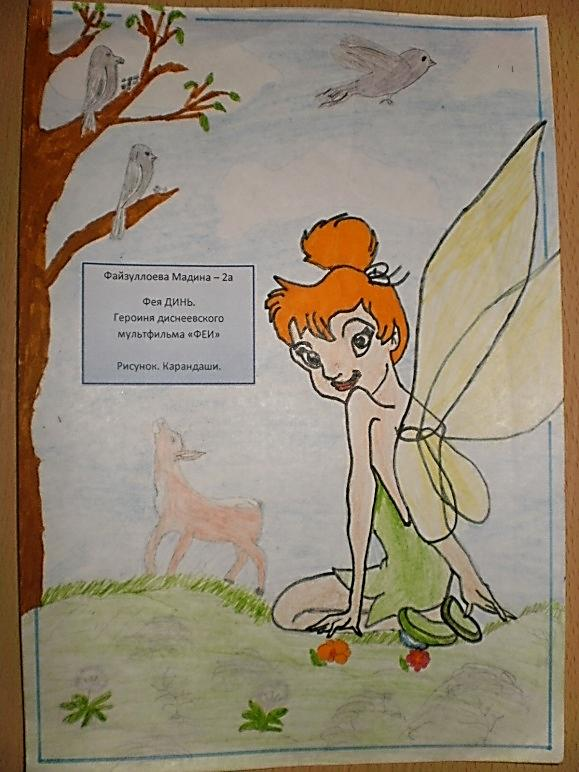 Файзуллоева Мадина – 2а
Фея ДИНЬ.
Героиня диснеевского
мультфильма «ФЕИ»
Рисунок. Карандаши.